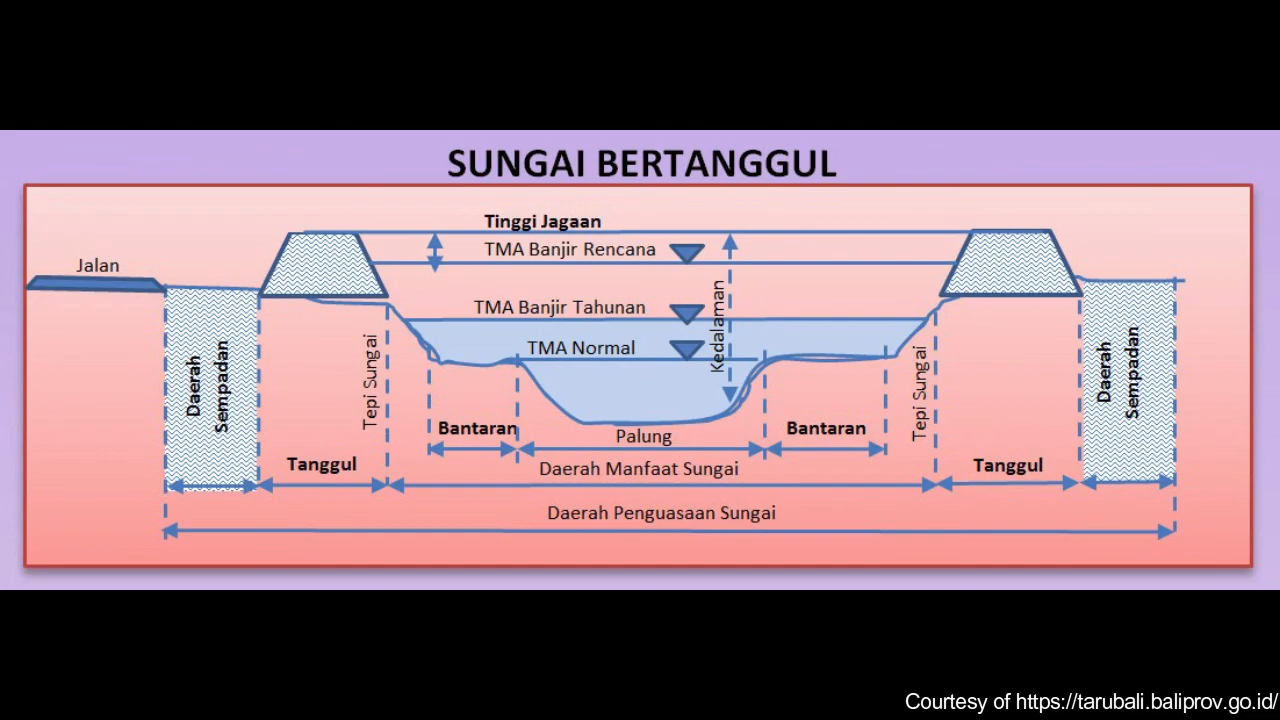 SUNGAI BERTANGGUL
Tinggi Jagaan
TMA Banjir Rencana
Jalan
TMA Banjir Tahunan
Kedalaman
TMA Normal
Daerah
Sempadan
Tepi Sungai
Tepi Sungai
Daerah
Sempadan
Bantaran
Palung
Bantaran
Tanggul
Daerah Manfaat Sungai
Tanggul
Daerah Penguasaan Sungai
Courtesy of https://tarubali.baliprov.go.id/